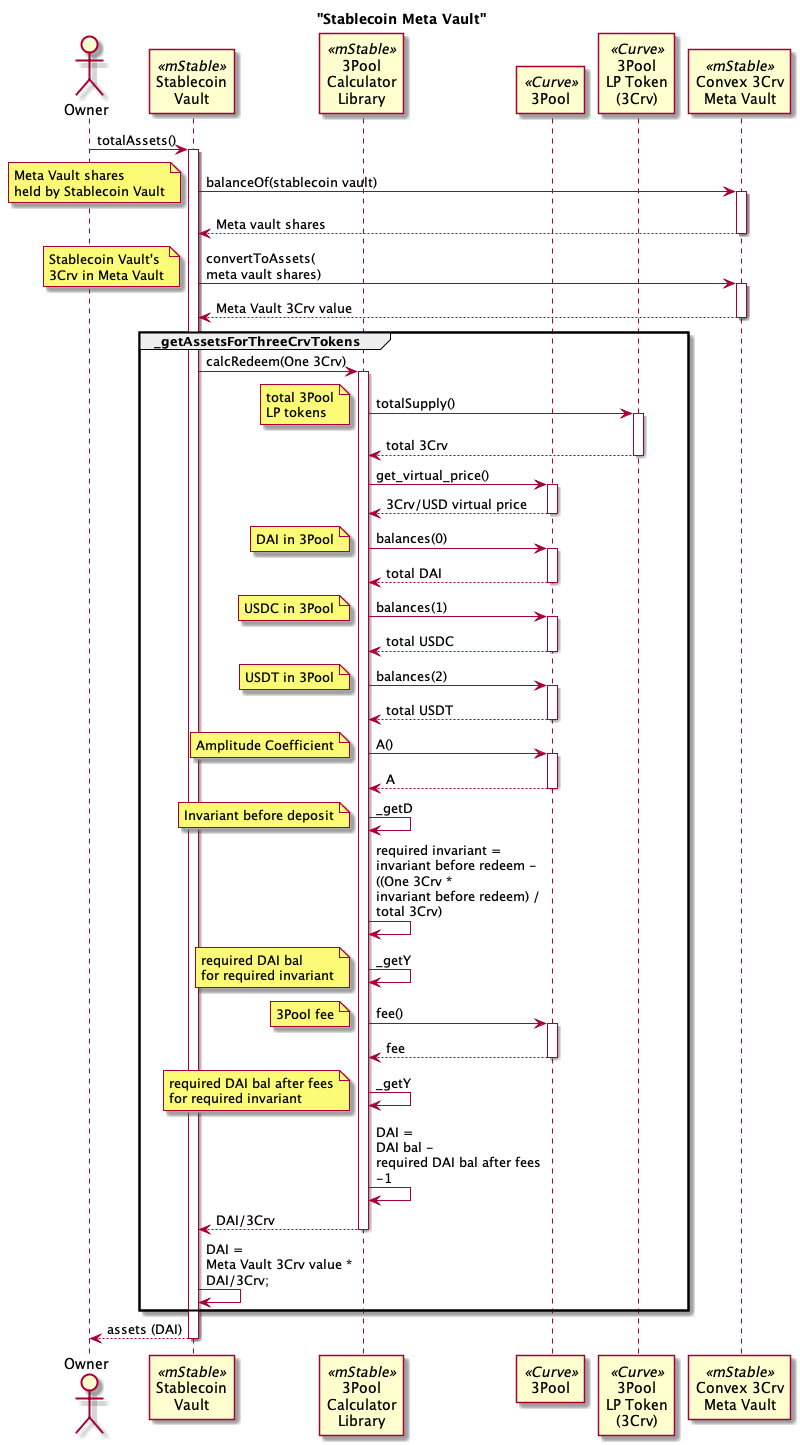 "Stablecoin Meta Vault"
Owner
«mStable»
Stablecoin
Vault
«mStable»
3Pool
Calculator
Library
«Curve»
3Pool
«Curve»
3Pool
LP Token
(3Crv)
«mStable»
Convex 3Crv
Meta Vault
totalAssets()
Meta Vault shares
held by Stablecoin Vault
balanceOf(stablecoin vault)
Meta vault shares
Stablecoin Vault's
3Crv in Meta Vault
convertToAssets(
meta vault shares)
Meta Vault 3Crv value
_getAssetsForThreeCrvTokens
calcRedeem(One 3Crv)
total 3Pool
LP tokens
totalSupply()
total 3Crv
get_virtual_price()
3Crv/USD virtual price
DAI in 3Pool
balances(0)
total DAI
USDC in 3Pool
balances(1)
total USDC
USDT in 3Pool
balances(2)
total USDT
Amplitude Coefficient
A()
A
Invariant before deposit
_getD
required invariant =
invariant before redeem -
((One 3Crv *
invariant before redeem) /
total 3Crv)
required DAI bal
for required invariant
_getY
3Pool fee
fee()
fee
required DAI bal after fees
for required invariant
_getY
DAI =
DAI bal -
required DAI bal after fees
-1
DAI/3Crv
DAI =
Meta Vault 3Crv value *
DAI/3Crv;
assets (DAI)
Owner
«mStable»
Stablecoin
Vault
«mStable»
3Pool
Calculator
Library
«Curve»
3Pool
«Curve»
3Pool
LP Token
(3Crv)
«mStable»
Convex 3Crv
Meta Vault